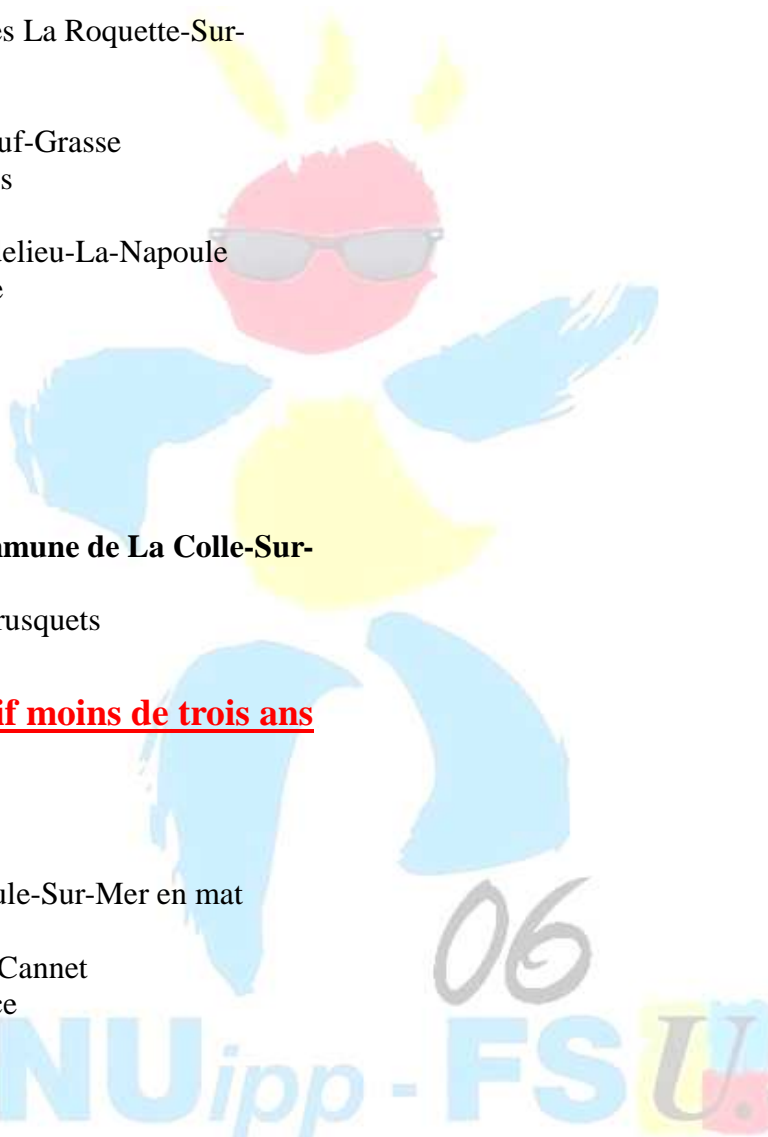 es La Roquette-Sur-
uf-Grasse
s
elieu-La-Napoule
e
mune de La Colle-Sur-
rusquets
if moins de trois ans
ule-Sur-Mer en mat
Cannet
ce
06
NUipp - FSU.